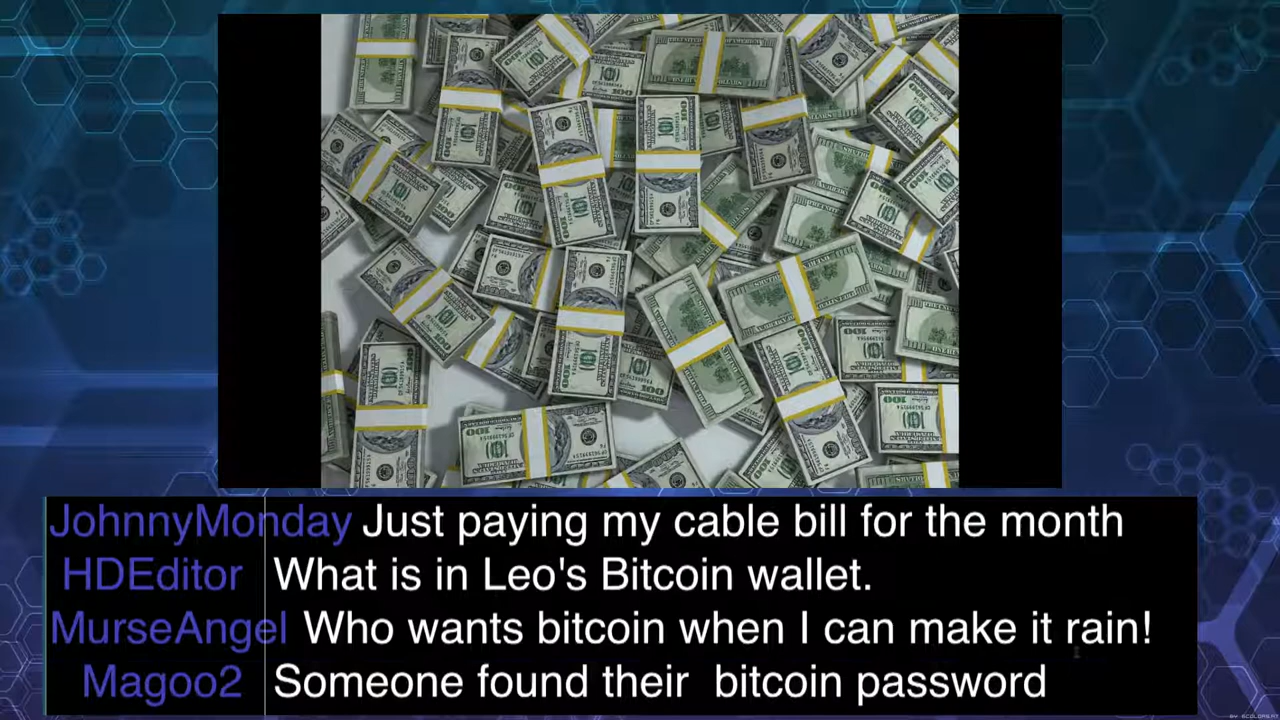 JohnnyMonday Just paying my cable bill for the month
HDEditor What is in Leo's Bitcoin wallet.
MurseAngel Who wants bitcoin when I can make it rain!
Magoo2 Someone found their bitcoin password